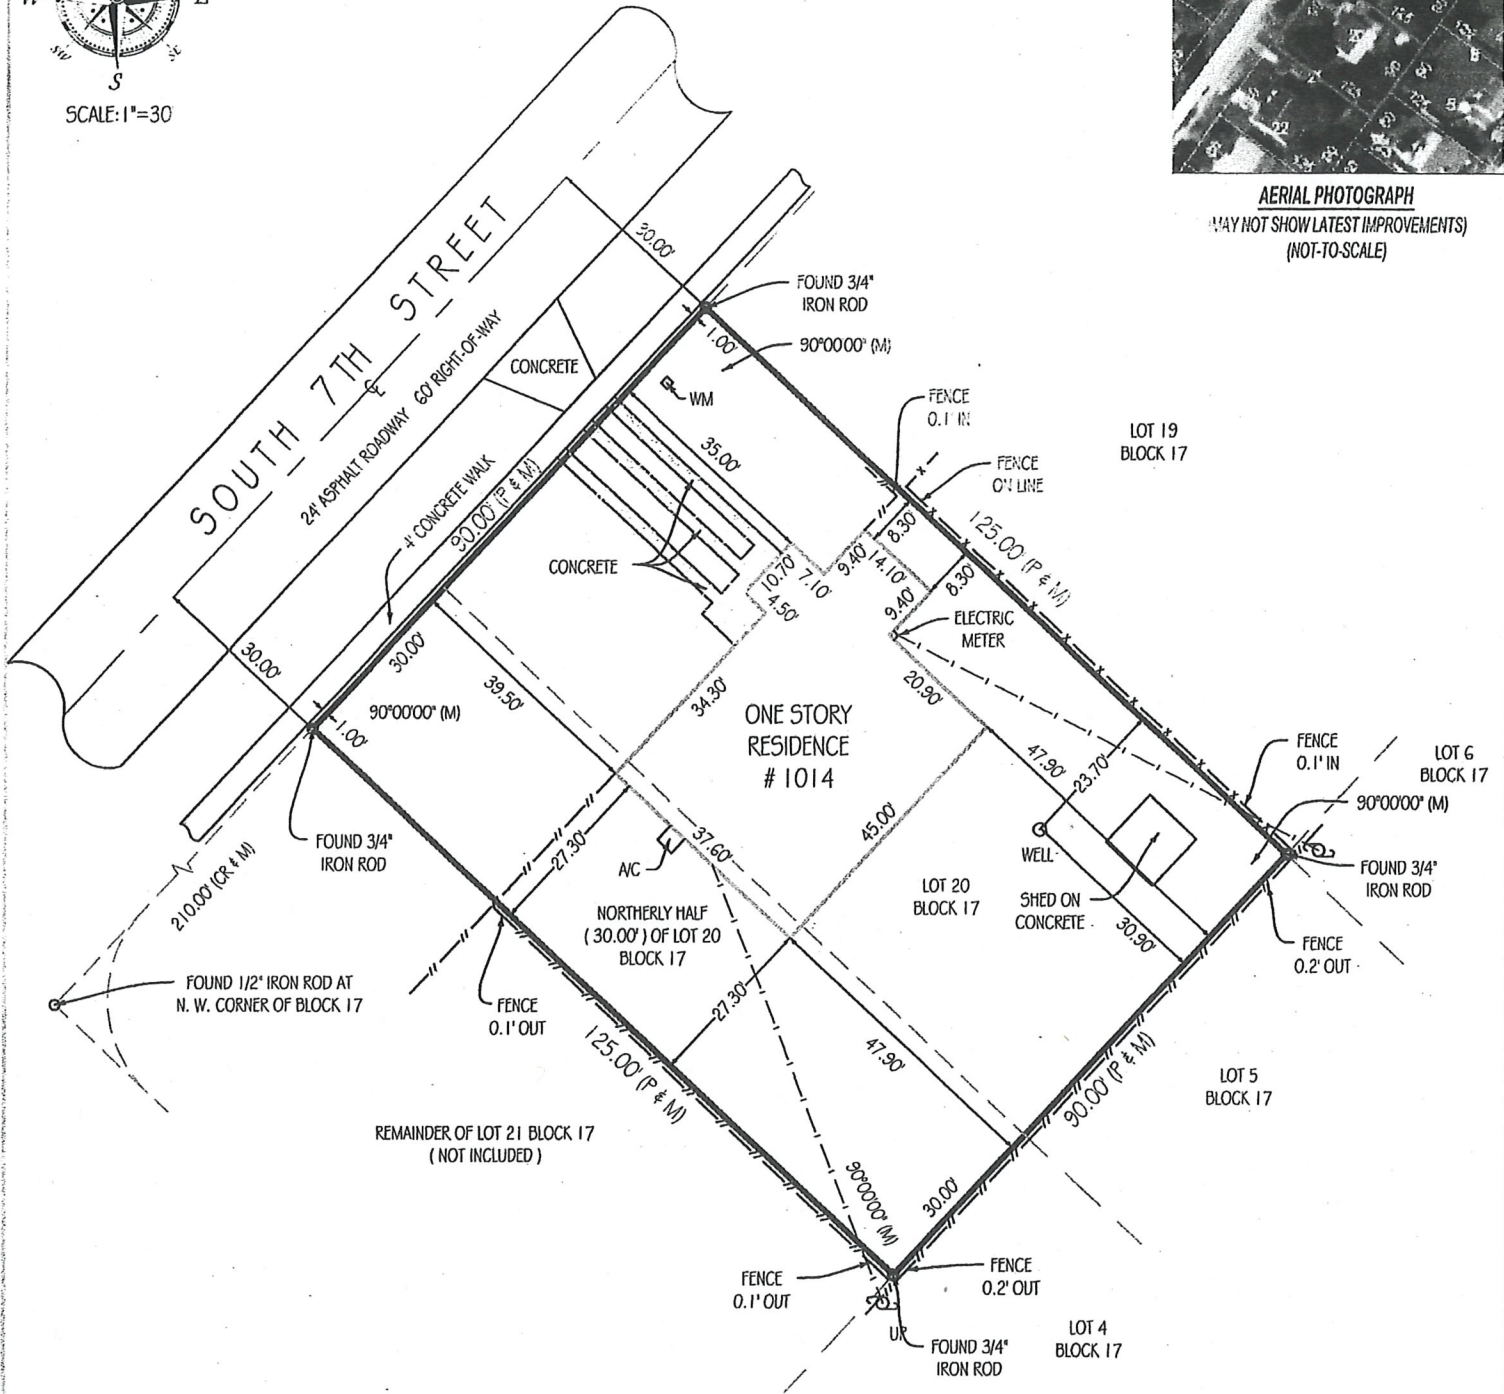 W
E
SW
SE
S
SCALE: 1"=30'
AERIAL PHOTOGRAPH
MAY NOT SHOW LATEST IMPROVEMENTS)
(NOT-TO-SCALE)
SOUTH 7TH STREET
24' ASPHALT ROADWAY 60' RIGHT-OF-WAY
30.00'
FOUND 3/4"
IRON ROD
1.00'
90°00'00" (M)
CONCRETE
WM
FENCE
0.1' IN
LOT 19
BLOCK 17
35.00'
FENCE
ON LINE
4' CONCRETE WALK
90.00' (P & M)
8.30'
125.00' (P & M)
CONCRETE
10.70'
7.10'
9.40'
14.10'
8.30'
4.50'
9.40'
ELECTRIC
METER
30.00'
30.00'
39.50'
34.30'
20.90'
90°00'00" (M)
1.00'
ONE STORY
RESIDENCE
# 1014
47.90'
23.70'
FENCE
0.1' IN
LOT 6
BLOCK 17
90°00'00" (M)
FOUND 3/4"
IRON ROD
27.30'
37.60'
45.00'
A/C
WELL
SHED ON
CONCRETE
FOUND 3/4"
IRON ROD
210.00' (CR & M)
LOT 20
BLOCK 17
NORTHERLY HALF
( 30.00' ) OF LOT 20
BLOCK 17
30.90'
FENCE
0.2' OUT
FOUND 1/2" IRON ROD AT
N. W. CORNER OF BLOCK 17
FENCE
0.1' OUT
27.30'
125.00' (P & M)
47.90'
90.00' (P & M)
LOT 5
BLOCK 17
REMAINDER OF LOT 21 BLOCK 17
( NOT INCLUDED )
90°00'00" (M)
30.00'
FENCE
0.1' OUT
FENCE
0.2' OUT
UP
FOUND 3/4"
IRON ROD
LOT 4
BLOCK 17